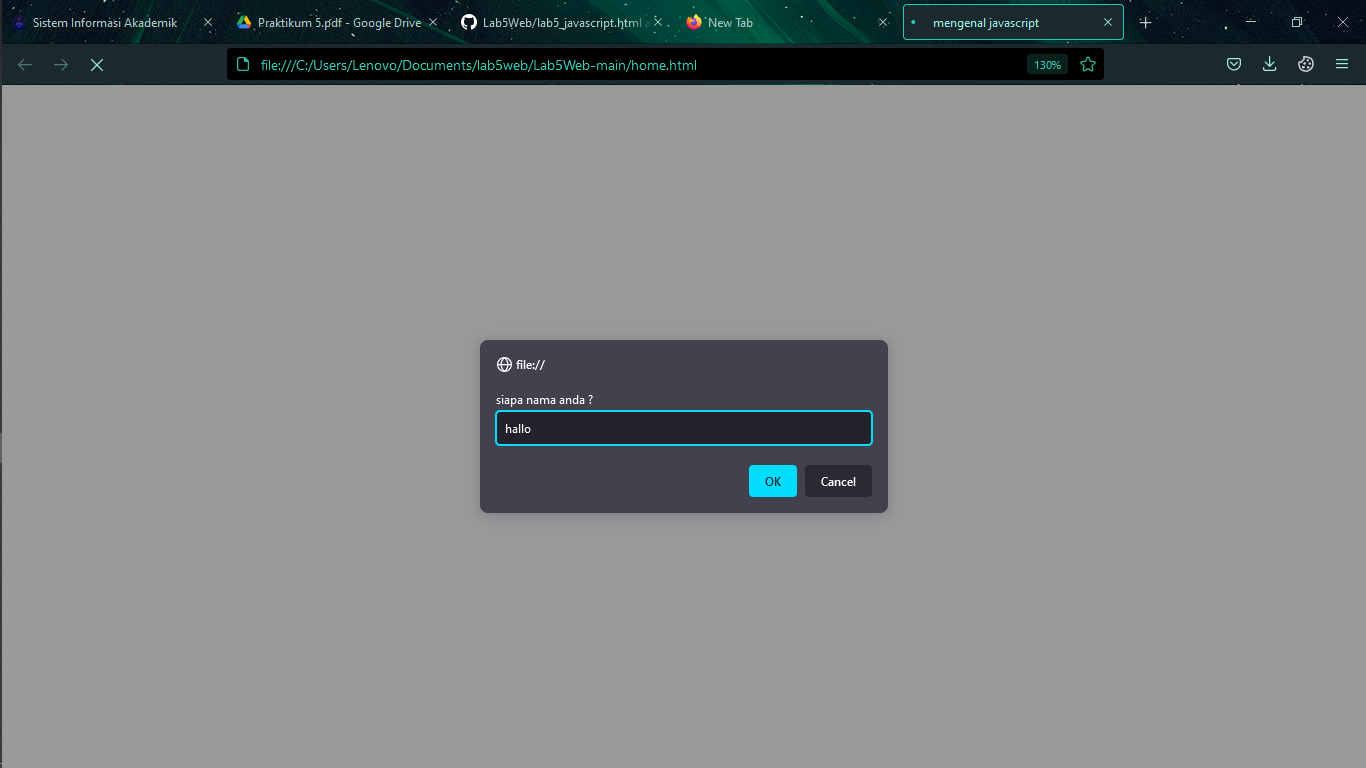 Sistem Informasi Akademik
Praktikum 5.pdf - Google Drive
Lab5Web/lab5_javascript.html a
New Tab
mengenal javascript
file:///C:/Users/Lenovo/Documents/lab5web/Lab5Web-main/home.html
130%
file://
siapa nama anda ?
hallo
OK
Cancel